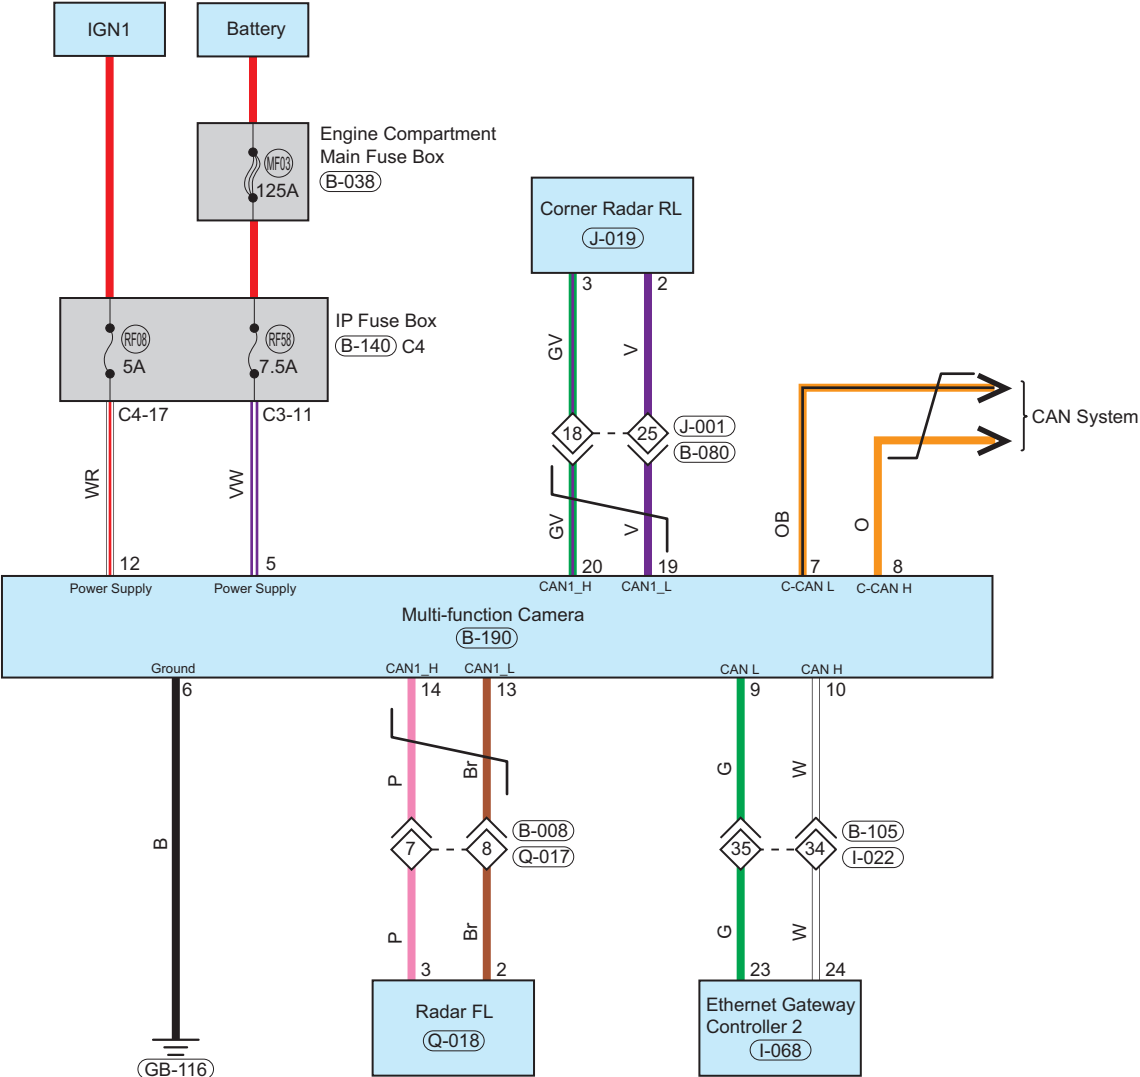 IGN1
Battery
Engine Compartment
Main Fuse Box
B-038
MF03
125A
Corner Radar RL
J-019
3
2
IP Fuse Box
B-140 C4
RF08
5A
RF58
7.5A
GV
V
C4-17
C3-11
18
25
J-001
B-080
CAN System
WR
VW
GV
V
OB
O
12
5
20
19
7
8
Power Supply
Power Supply
CAN1_H
CAN1_L
C-CAN L
C-CAN H
Multi-function Camera
B-190
Ground
CAN1_H
CAN1_L
CAN L
CAN H
6
14
13
9
10
P
Br
G
W
B
7
8
B-008
Q-017
35
34
B-105
I-022
P
Br
G
W
3
2
23
24
Radar FL
Q-018
Ethernet Gateway
Controller 2
I-068
GB-116